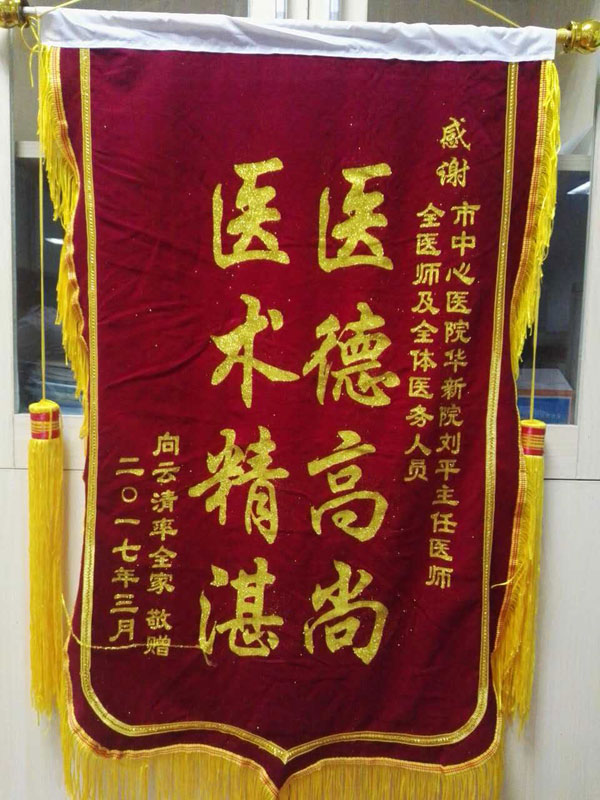 感谢市中心医院华新院刘平主任医师
全医师及全体医务人员
医德高尚
医术精湛
向云清率全家 敬赠
二〇一七年三月